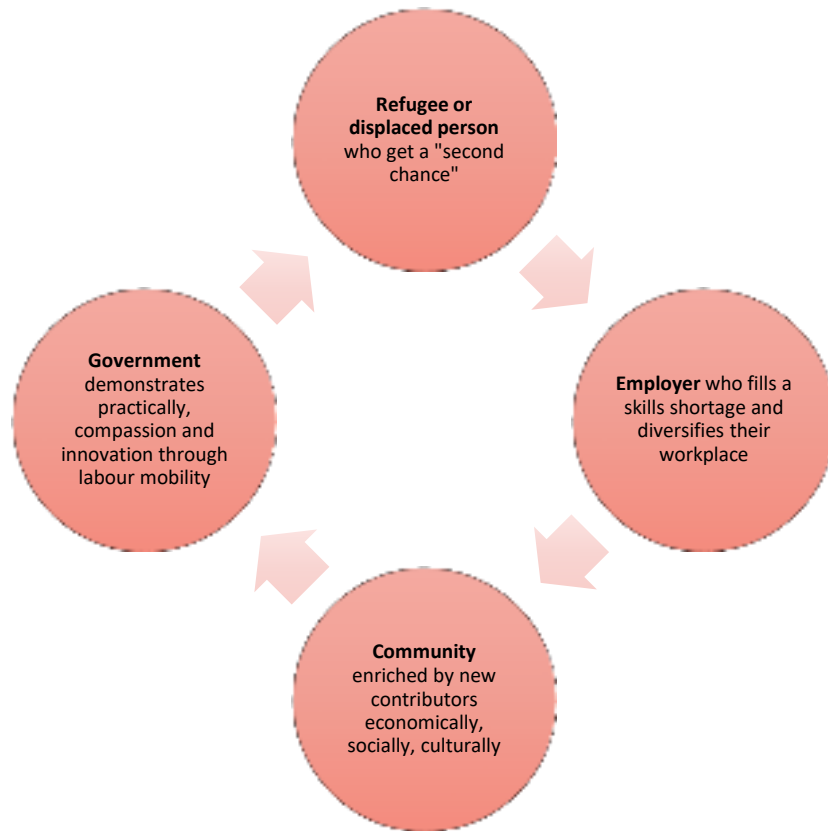 Refugee or
displaced person
who get a "second
chance"
Employer who fills a
skills shortage and
diversifies their
workplace
Community
enriched by new
contributors
economically,
socially, culturally
Government
demonstrates
practically,
compassion and
innovation through
labour mobility